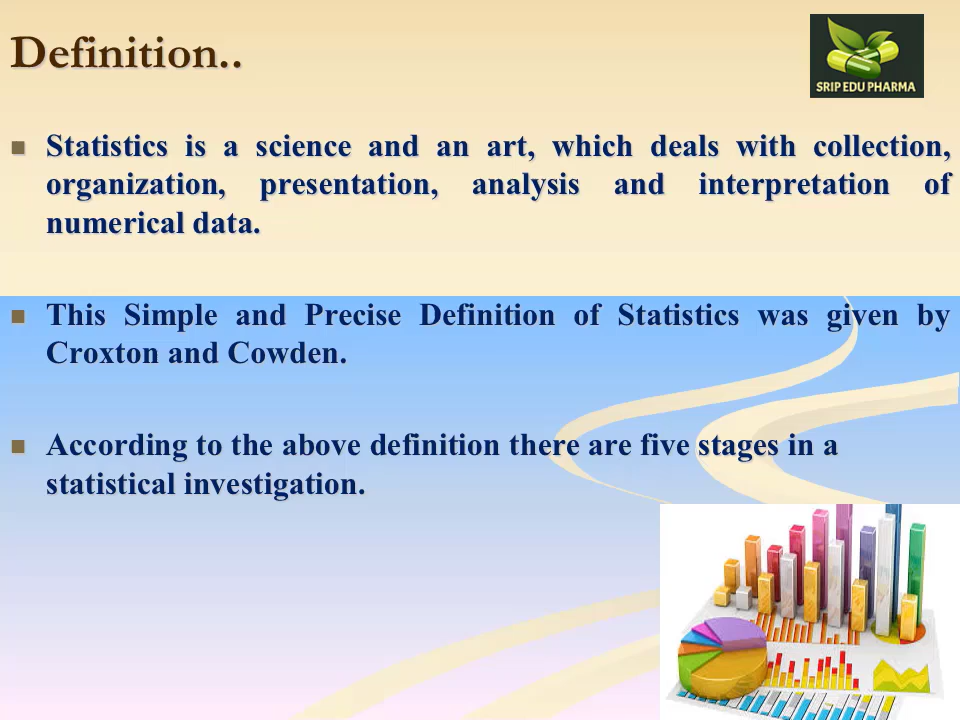 Definition..
SRIP EDU PHARMA
Statistics is a science and an art, which deals with collection,
organization, presentation, analysis and interpretation of
numerical data.
This Simple and Precise Definition of Statistics was given by
Croxton and Cowden.
According to the above definition there are five stages in a
statistical investigation.